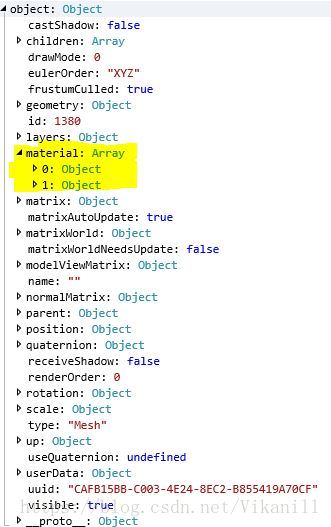 object: Object
castShadow: false
children: Array
drawMode: 0
eulerOrder: "XYZ"
frustumCulled: true
geometry: Object
id: 1380
layers: Object
material: Array
0: Object
1: Object
matrix: Object
matrixAutoUpdate: true
matrixWorld: Object
matrixWorldNeedsUpdate: false
modelViewMatrix: Object
name: ""
normalMatrix: Object
parent: Object
position: Object
quaternion: Object
receiveShadow: false
renderOrder: 0
rotation: Object
scale: Object
type: "Mesh"
up: Object
useQuaternion: undefined
userData: Object
uuid: "CAFB15BB-C003-4E24-8EC2-B855419A70CF"
visible: true
https://blog.csdn.net/Vikanill
__proto__: Object